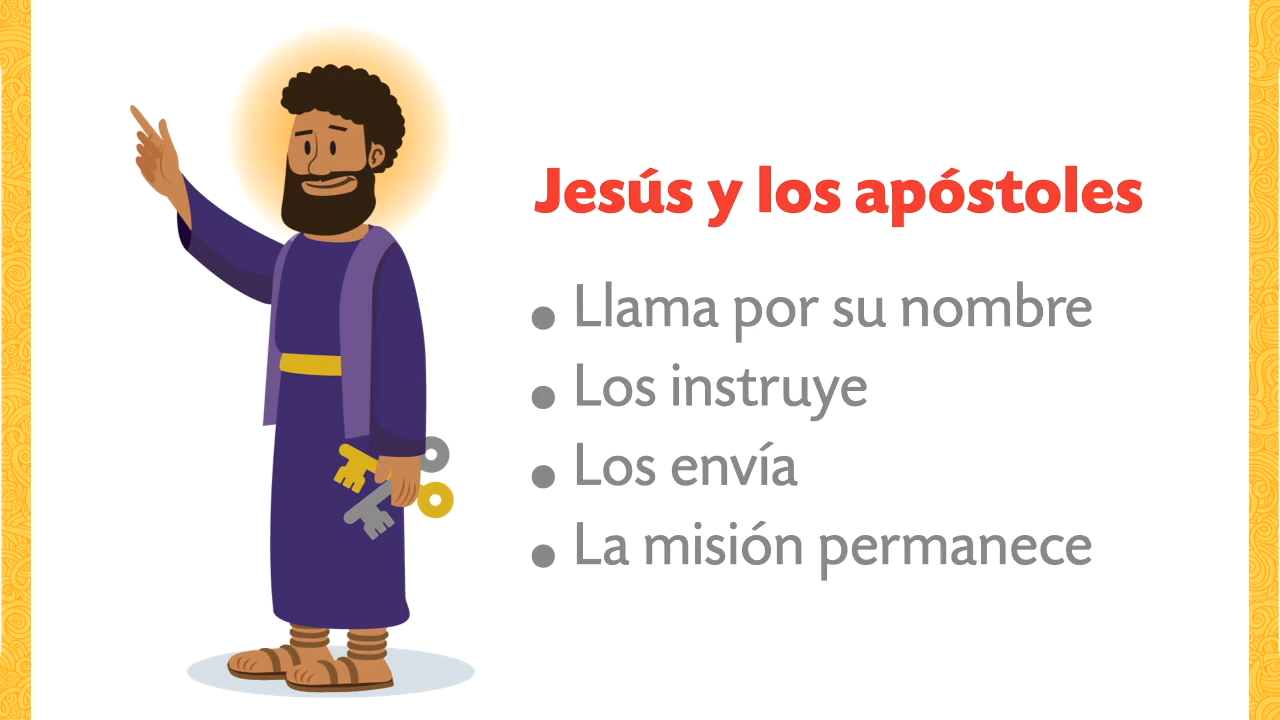 Jesús y los apóstoles
• Llama por su nombre
• Los instruye
• Los envía
• La misión permanece